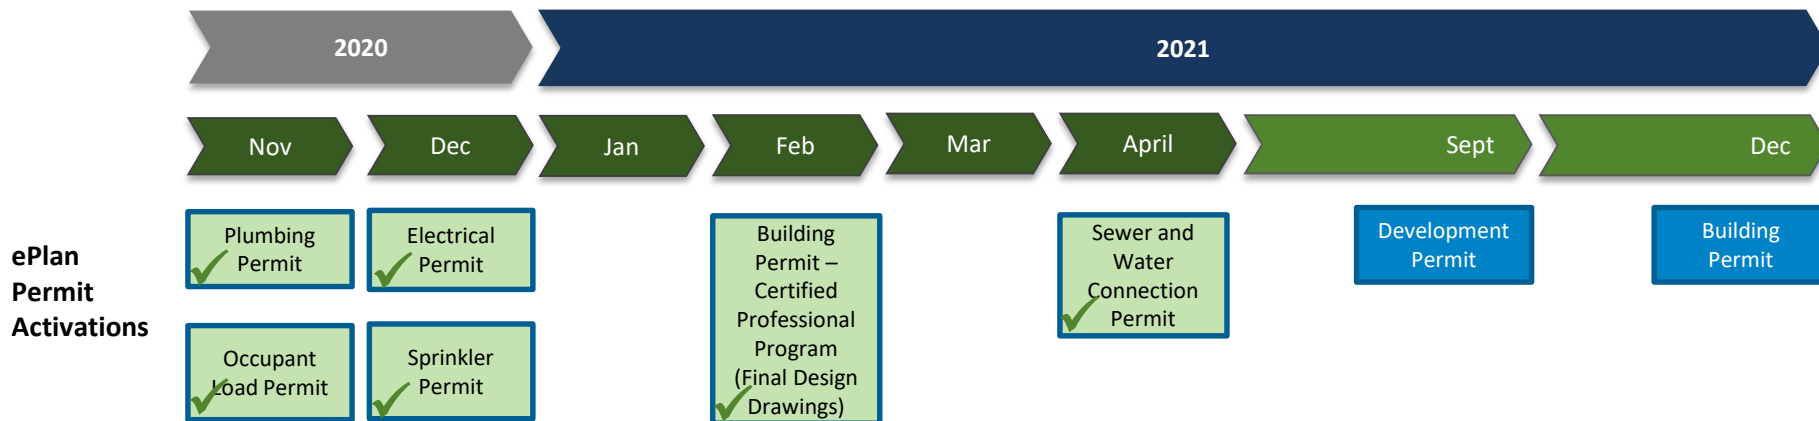 2020
2021
Nov
Dec
Jan
Feb
Mar
April
Sept
Dec
ePlan
Permit
Activations
Plumbing
Permit
Electrical
Permit
Building
Permit –
Certified
Professional
Program
(Final Design
Drawings)
Sewer and
Water
Connection
Permit
Development
Permit
Building
Permit
Occupant
Load Permit
Sprinkler
Permit